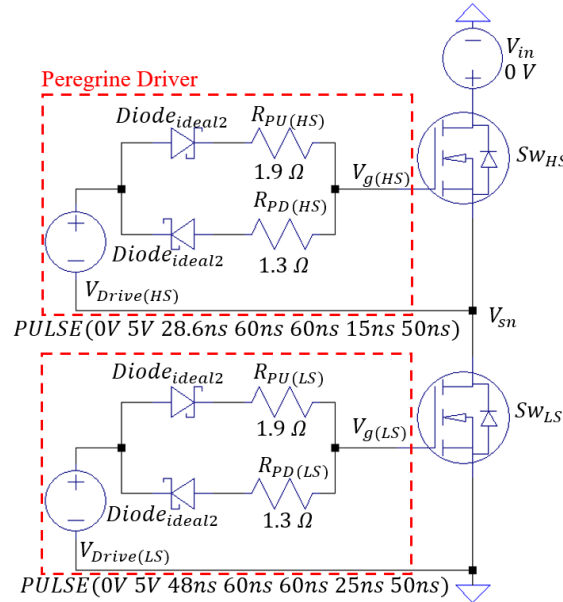 V_in
0 V
Peregrine Driver
Diode_ideal2
R_PU(HS)
1.9 Ω
Sw_HS
V_g(HS)
R_PD(HS)
1.3 Ω
Diode_ideal2
V_Drive(HS)
PULSE(0V 5V 28.6ns 60ns 60ns 15ns 50ns)
V_sn
Diode_ideal2
R_PU(LS)
1.9 Ω
Sw_LS
V_g(LS)
R_PD(LS)
1.3 Ω
Diode_ideal2
V_Drive(LS)
PULSE(0V 5V 48ns 60ns 60ns 25ns 50ns)